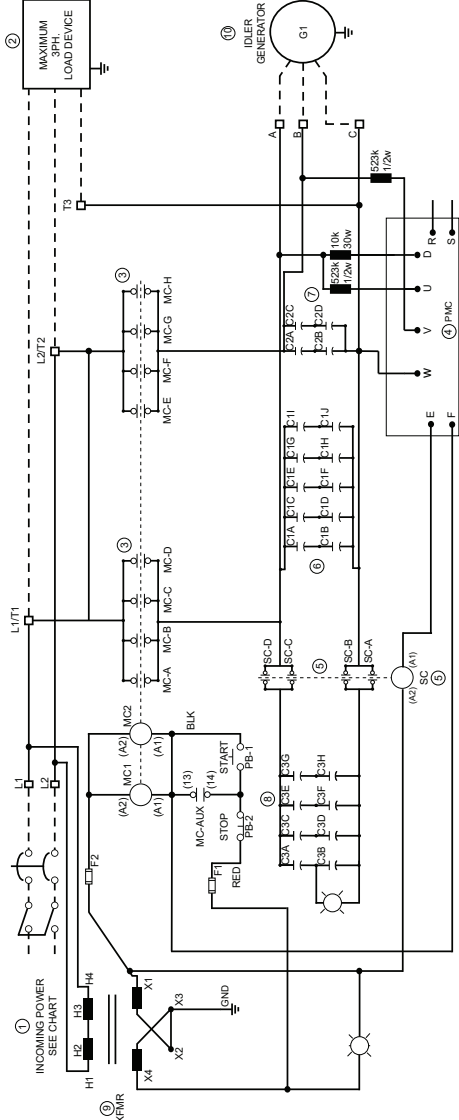 1
INCOMING POWER
SEE CHART
L1
L2
L1/T1
L2/T2
T3
2
MAXIMUM
3PH.
LOAD DEVICE
9
XFMR
H1
H2
H3
H4
X4
X2
X3
X1
GND
F2
F1
RED
BLK
MC1
MC2
(A2)
(A2)
(A1)
(A1)
MC-AUX
(13)
(14)
STOP
PB-2
START
PB-1
3
MC-A
MC-B
MC-C
MC-D
3
MC-E
MC-F
MC-G
MC-H
8
C3A
C3C
C3E
C3G
C3B
C3D
C3F
C3H
SC-D
SC-C
5
SC-B
SC-A
(A2)
(A1)
SC
5
6
C1A
C1C
C1E
C1G
C1I
C1B
C1D
C1F
C1H
C1J
7
C2A
C2C
C2B
C2D
523k
1/2w
10k
30w
523k
1/2w
4 PMC
E
F
W
V
U
D
R
S
A
B
C
10
IDLER
GENERATOR
G1